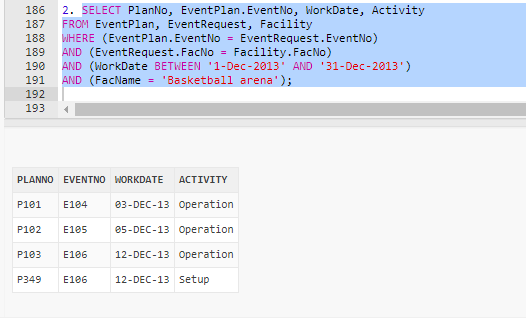 186 2. SELECT PlanNo, EventPlan.EventNo, WorkDate, Activity
187 FROM EventPlan, EventRequest, Facility
188 WHERE (EventPlan.EventNo = EventRequest.EventNo)
189 AND (EventRequest.FacNo = Facility.FacNo)
190 AND (WorkDate BETWEEN '1-Dec-2013' AND '31-Dec-2013')
191 AND (FacName = 'Basketball arena');
192
193
PLANNO EVENTNO WORKDATE ACTIVITY
P101 E104 03-DEC-13 Operation
P102 E105 05-DEC-13 Operation
P103 E106 12-DEC-13 Operation
P349 E106 12-DEC-13 Setup